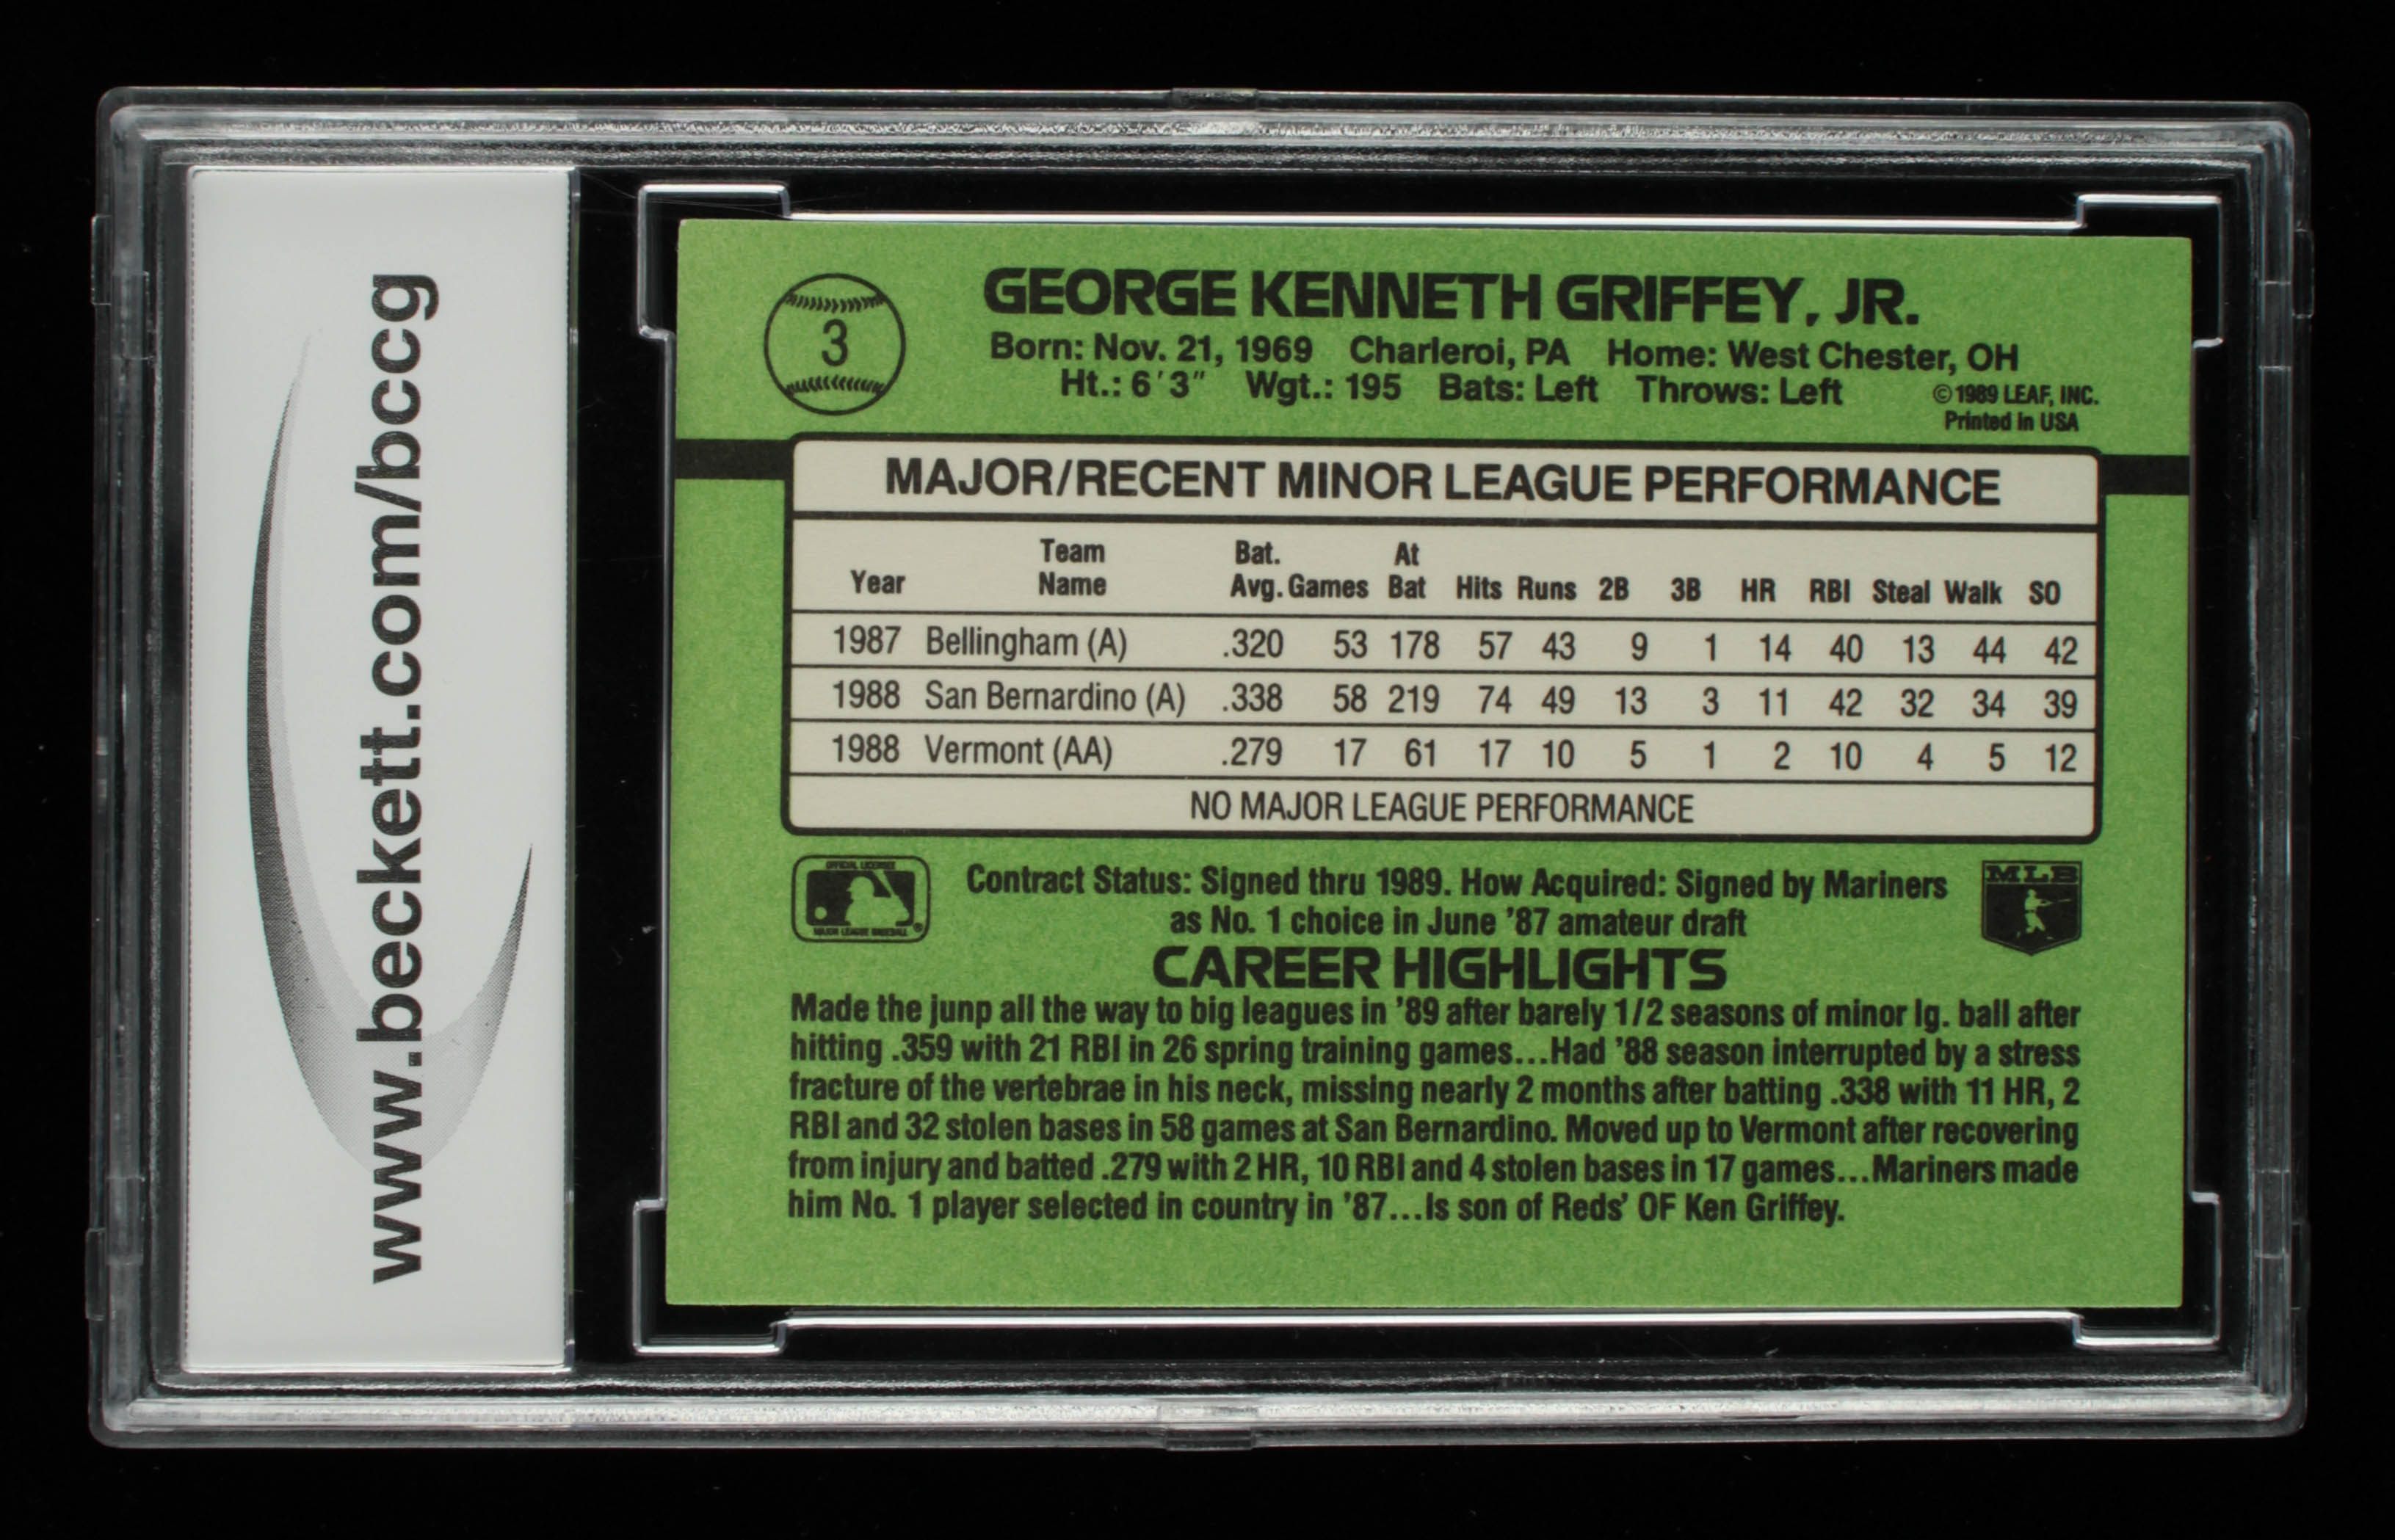 www.beckett.com/bccg
3
GEORGE KENNETH GRIFFEY, JR.
Born: Nov. 21, 1969 Charleroi, PA Home: West Chester, OH
Ht.: 6'3" Wgt.: 195 Bats: Left Throws: Left
©1989 LEAF, INC.
Printed in USA
MAJOR/RECENT MINOR LEAGUE PERFORMANCE
Year Team Name Bat. Avg. Games At Bat Hits Runs 2B 3B HR RBI Steal Walk SO
1987 Bellingham (A) .320 53 178 57 43 9 1 14 40 13 44 42
1988 San Bernardino (A) .338 58 219 74 49 13 3 11 42 32 34 39
1988 Vermont (AA) .279 17 61 17 10 5 1 2 10 4 5 12
NO MAJOR LEAGUE PERFORMANCE
OFFICIAL LICENSEE
MAJOR LEAGUE BASEBALL ®
Contract Status: Signed thru 1989. How Acquired: Signed by Mariners
as No. 1 choice in June '87 amateur draft
MLB
CAREER HIGHLIGHTS
Made the junp all the way to big leagues in '89 after barely 1/2 seasons of minor lg. ball after
hitting .359 with 21 RBI in 26 spring training games...Had '88 season interrupted by a stress
fracture of the vertebrae in his neck, missing nearly 2 months after batting .338 with 11 HR, 2
RBI and 32 stolen bases in 58 games at San Bernardino. Moved up to Vermont after recovering
from injury and batted .279 with 2 HR, 10 RBI and 4 stolen bases in 17 games...Mariners made
him No. 1 player selected in country in '87...Is son of Reds' OF Ken Griffey.